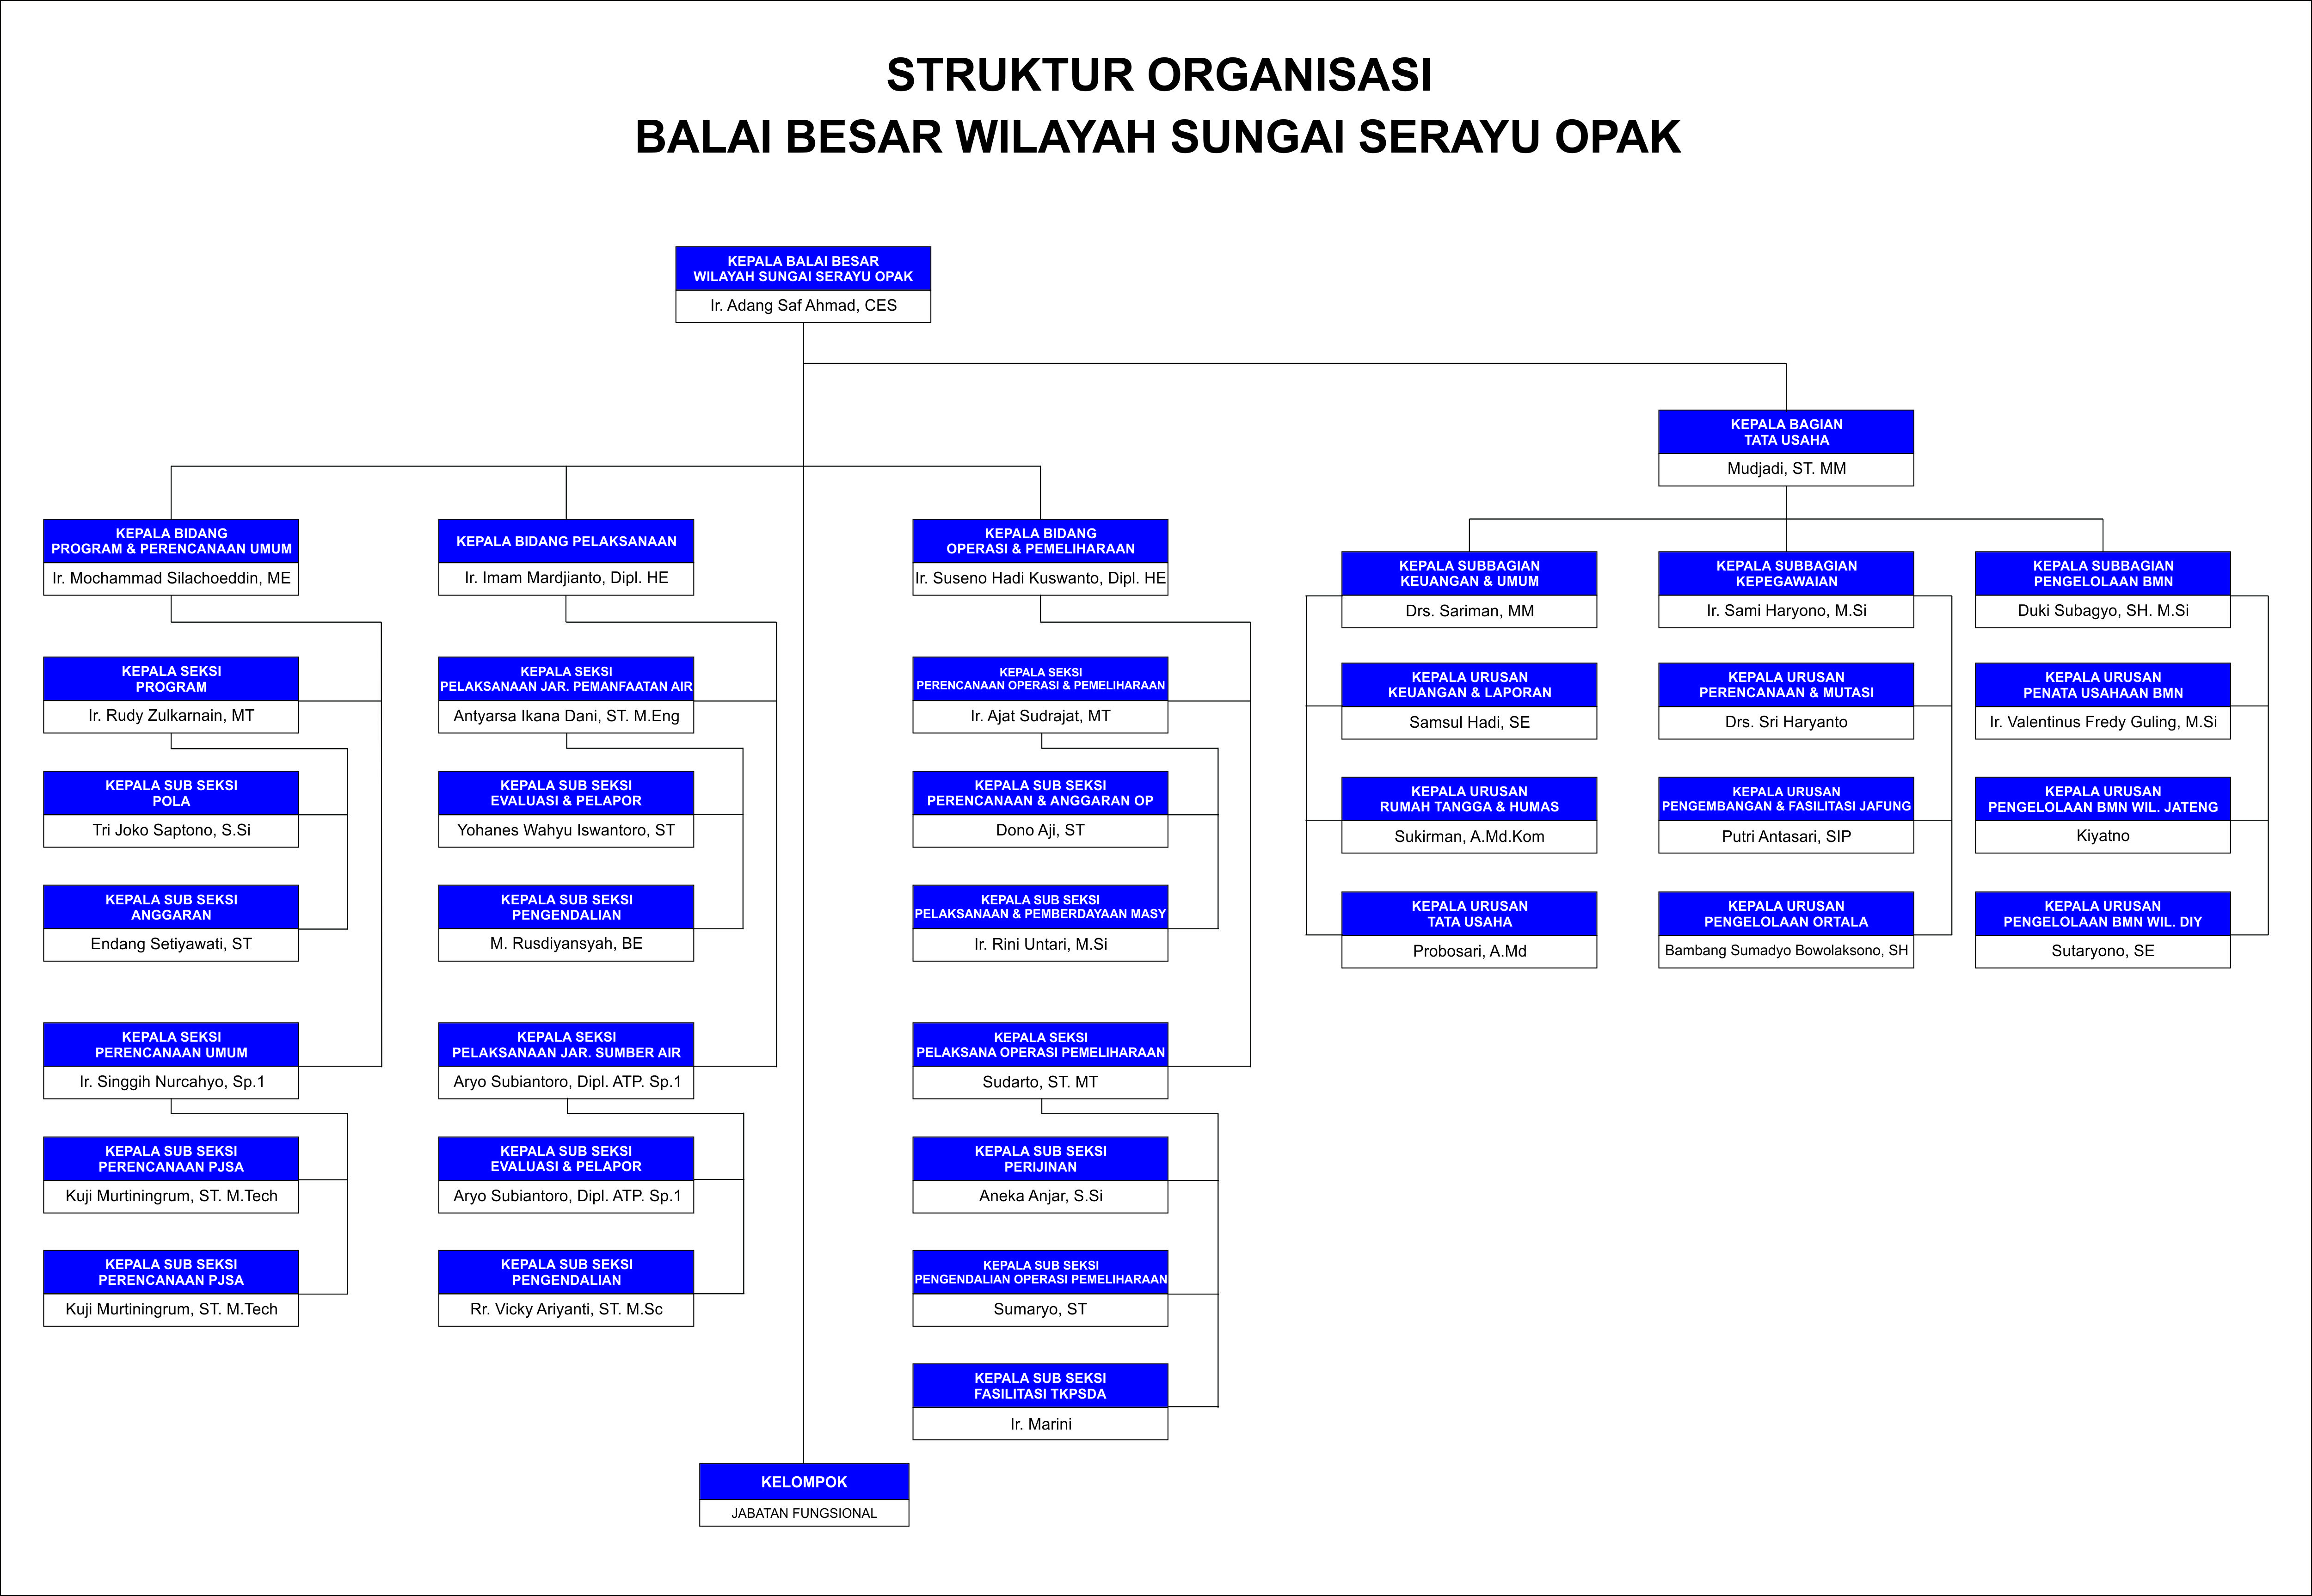 STRUKTUR ORGANISASI
BALAI BESAR WILAYAH SUNGAI SERAYU OPAK
KEPALA BALAI BESAR
WILAYAH SUNGAI SERAYU OPAK
Ir. Adang Saf Ahmad, CES
KEPALA BAGIAN
TATA USAHA
Mudjadi, ST. MM
KEPALA BIDANG
PROGRAM & PERENCANAAN UMUM
Ir. Mochammad Silachoeddin, ME
KEPALA SEKSI
PROGRAM
Ir. Rudy Zulkarnain, MT
KEPALA SUB SEKSI
POLA
Tri Joko Saptono, S.Si
KEPALA SUB SEKSI
ANGGARAN
Endang Setiyawati, ST
KEPALA SEKSI
PERENCANAAN UMUM
Ir. Singgih Nurcahyo, Sp.1
KEPALA SUB SEKSI
PERENCANAAN PJSA
Kuji Murtiningrum, ST. M.Tech
KEPALA SUB SEKSI
PERENCANAAN PJSA
Kuji Murtiningrum, ST. M.Tech
KEPALA BIDANG PELAKSANAAN
Ir. Imam Mardjianto, Dipl. HE
KEPALA SEKSI
PELAKSANAAN JAR. PEMANFAATAN AIR
Antyarsa Ikana Dani, ST. M.Eng
KEPALA SUB SEKSI
EVALUASI & PELAPOR
Yohanes Wahyu Iswantoro, ST
KEPALA SUB SEKSI
PENGENDALIAN
M. Rusdiyansyah, BE
KEPALA SEKSI
PELAKSANAAN JAR. SUMBER AIR
Aryo Subiantoro, Dipl. ATP. Sp.1
KEPALA SUB SEKSI
EVALUASI & PELAPOR
Aryo Subiantoro, Dipl. ATP. Sp.1
KEPALA SUB SEKSI
PENGENDALIAN
Rr. Vicky Ariyanti, ST. M.Sc
KEPALA BIDANG
OPERASI & PEMELIHARAAN
Ir. Suseno Hadi Kuswanto, Dipl. HE
KEPALA SEKSI
PERENCANAAN OPERASI & PEMELIHARAAN
Ir. Ajat Sudrajat, MT
KEPALA SUB SEKSI
PERENCANAAN & ANGGARAN OP
Dono Aji, ST
KEPALA SUB SEKSI
PELAKSANAAN & PEMBERDAYAAN MASY
Ir. Rini Untari, M.Si
KEPALA SEKSI
PELAKSANA OPERASI PEMELIHARAAN
Sudarto, ST. MT
KEPALA SUB SEKSI
PERIJINAN
Aneka Anjar, S.Si
KEPALA SUB SEKSI
PENGENDALIAN OPERASI PEMELIHARAAN
Sumaryo, ST
KEPALA SUB SEKSI
FASILITASI TKPSDA
Ir. Marini
KEPALA SUBBAGIAN
KEUANGAN & UMUM
Drs. Sariman, MM
KEPALA URUSAN
KEUANGAN & LAPORAN
Samsul Hadi, SE
KEPALA URUSAN
RUMAH TANGGA & HUMAS
Sukirman, A.Md.Kom
KEPALA URUSAN
TATA USAHA
Probosari, A.Md
KEPALA SUBBAGIAN
KEPEGAWAIAN
Ir. Sami Haryono, M.Si
KEPALA URUSAN
PERENCANAAN & MUTASI
Drs. Sri Haryanto
KEPALA URUSAN
PENGEMBANGAN & FASILITASI JAFUNG
Putri Antasari, SIP
KEPALA URUSAN
PENGELOLAAN ORTALA
Bambang Sumadyo Bowolaksono, SH
KEPALA SUBBAGIAN
PENGELOLAAN BMN
Duki Subagyo, SH. M.Si
KEPALA URUSAN
PENATA USAHAAN BMN
Ir. Valentinus Fredy Guling, M.Si
KEPALA URUSAN
PENGELOLAAN BMN WIL. JATENG
Kiyatno
KEPALA URUSAN
PENGELOLAAN BMN WIL. DIY
Sutaryono, SE
KELOMPOK
JABATAN FUNGSIONAL